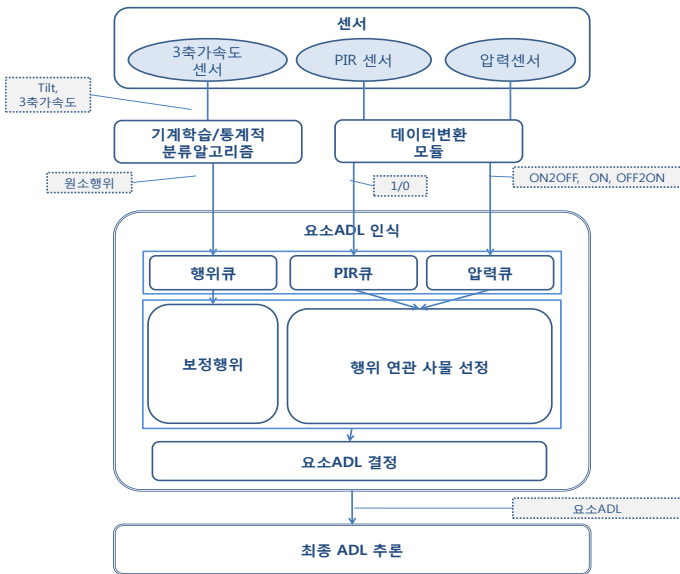 센서
3축가속도
센서
PIR 센서
압력센서
Tilt,
3축가속도
기계학습/통계적
분류알고리즘
데이터변환
모듈
원소행위
1/0
ON2OFF, ON, OFF2ON
요소ADL 인식
행위큐
PIR큐
압력큐
보정행위
행위 연관 사물 선정
요소ADL 결정
요소ADL
최종 ADL 추론